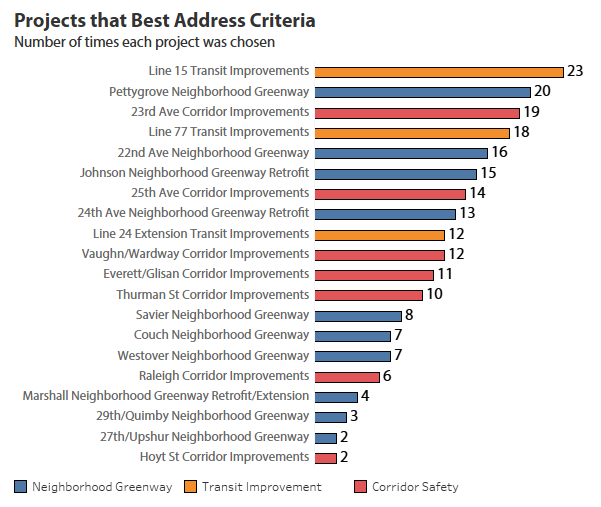 Projects that Best Address Criteria
Number of times each project was chosen
Line 15 Transit Improvements 23
Pettygrove Neighborhood Greenway 20
23rd Ave Corridor Improvements 19
Line 77 Transit Improvements 18
22nd Ave Neighborhood Greenway 16
Johnson Neighborhood Greenway Retrofit 15
25th Ave Corridor Improvements 14
24th Ave Neighborhood Greenway Retrofit 13
Line 24 Extension Transit Improvements 12
Vaughn/Wardway Corridor Improvements 12
Everett/Glisan Corridor Improvements 11
Thurman St Corridor Improvements 10
Savier Neighborhood Greenway 8
Couch Neighborhood Greenway 7
Westover Neighborhood Greenway 7
Raleigh Corridor Improvements 6
Marshall Neighborhood Greenway Retrofit/Extension 4
29th/Quimby Neighborhood Greenway 3
27th/Upshur Neighborhood Greenway 2
Hoyt St Corridor Improvements 2
Neighborhood Greenway Transit Improvement Corridor Safety